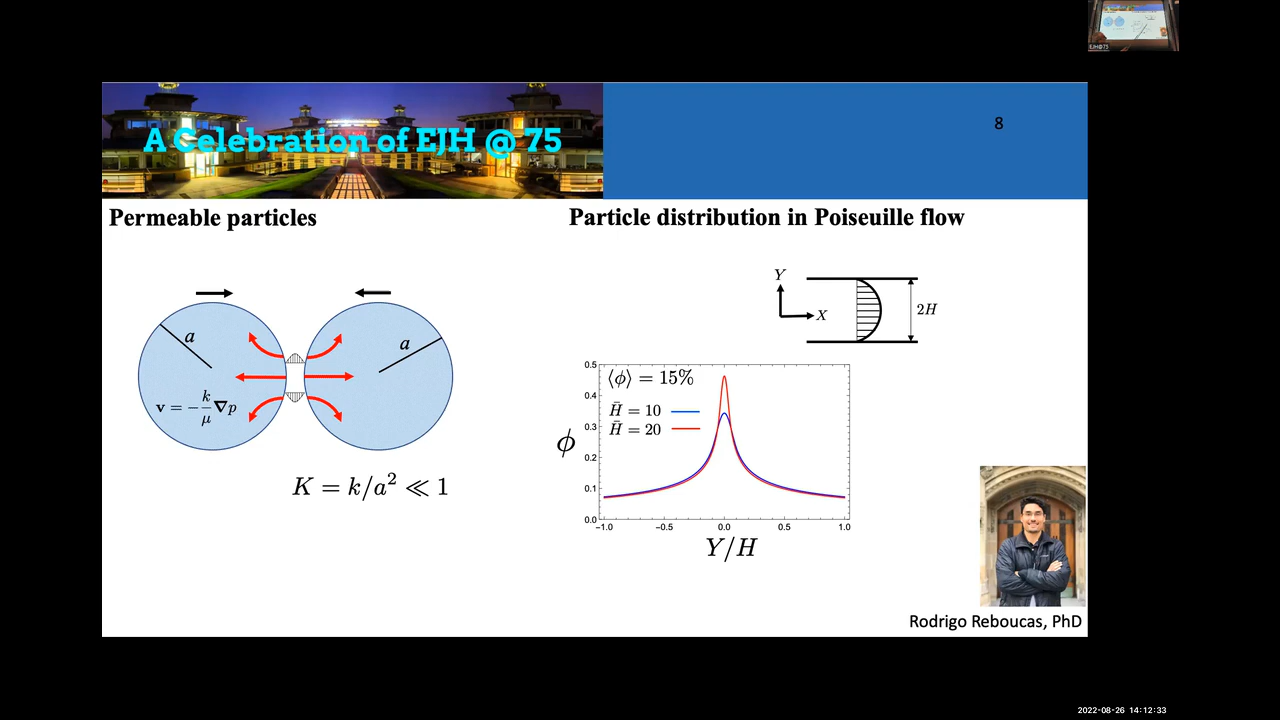 EJH@75
A Celebration of EJH @ 75
8
Permeable particles
Particle distribution in Poiseuille flow
a
a
v = −k/μ ∇p
K = k/a² ≪ 1
Y
X
2H
⟨ϕ⟩ = 15%
H̄ = 10
H̄ = 20
ϕ
0.5
0.4
0.3
0.2
0.1
0.0
−1.0 −0.5 0.0 0.5 1.0
Y/H
Rodrigo Reboucas, PhD
2022-08-26 14:12:33